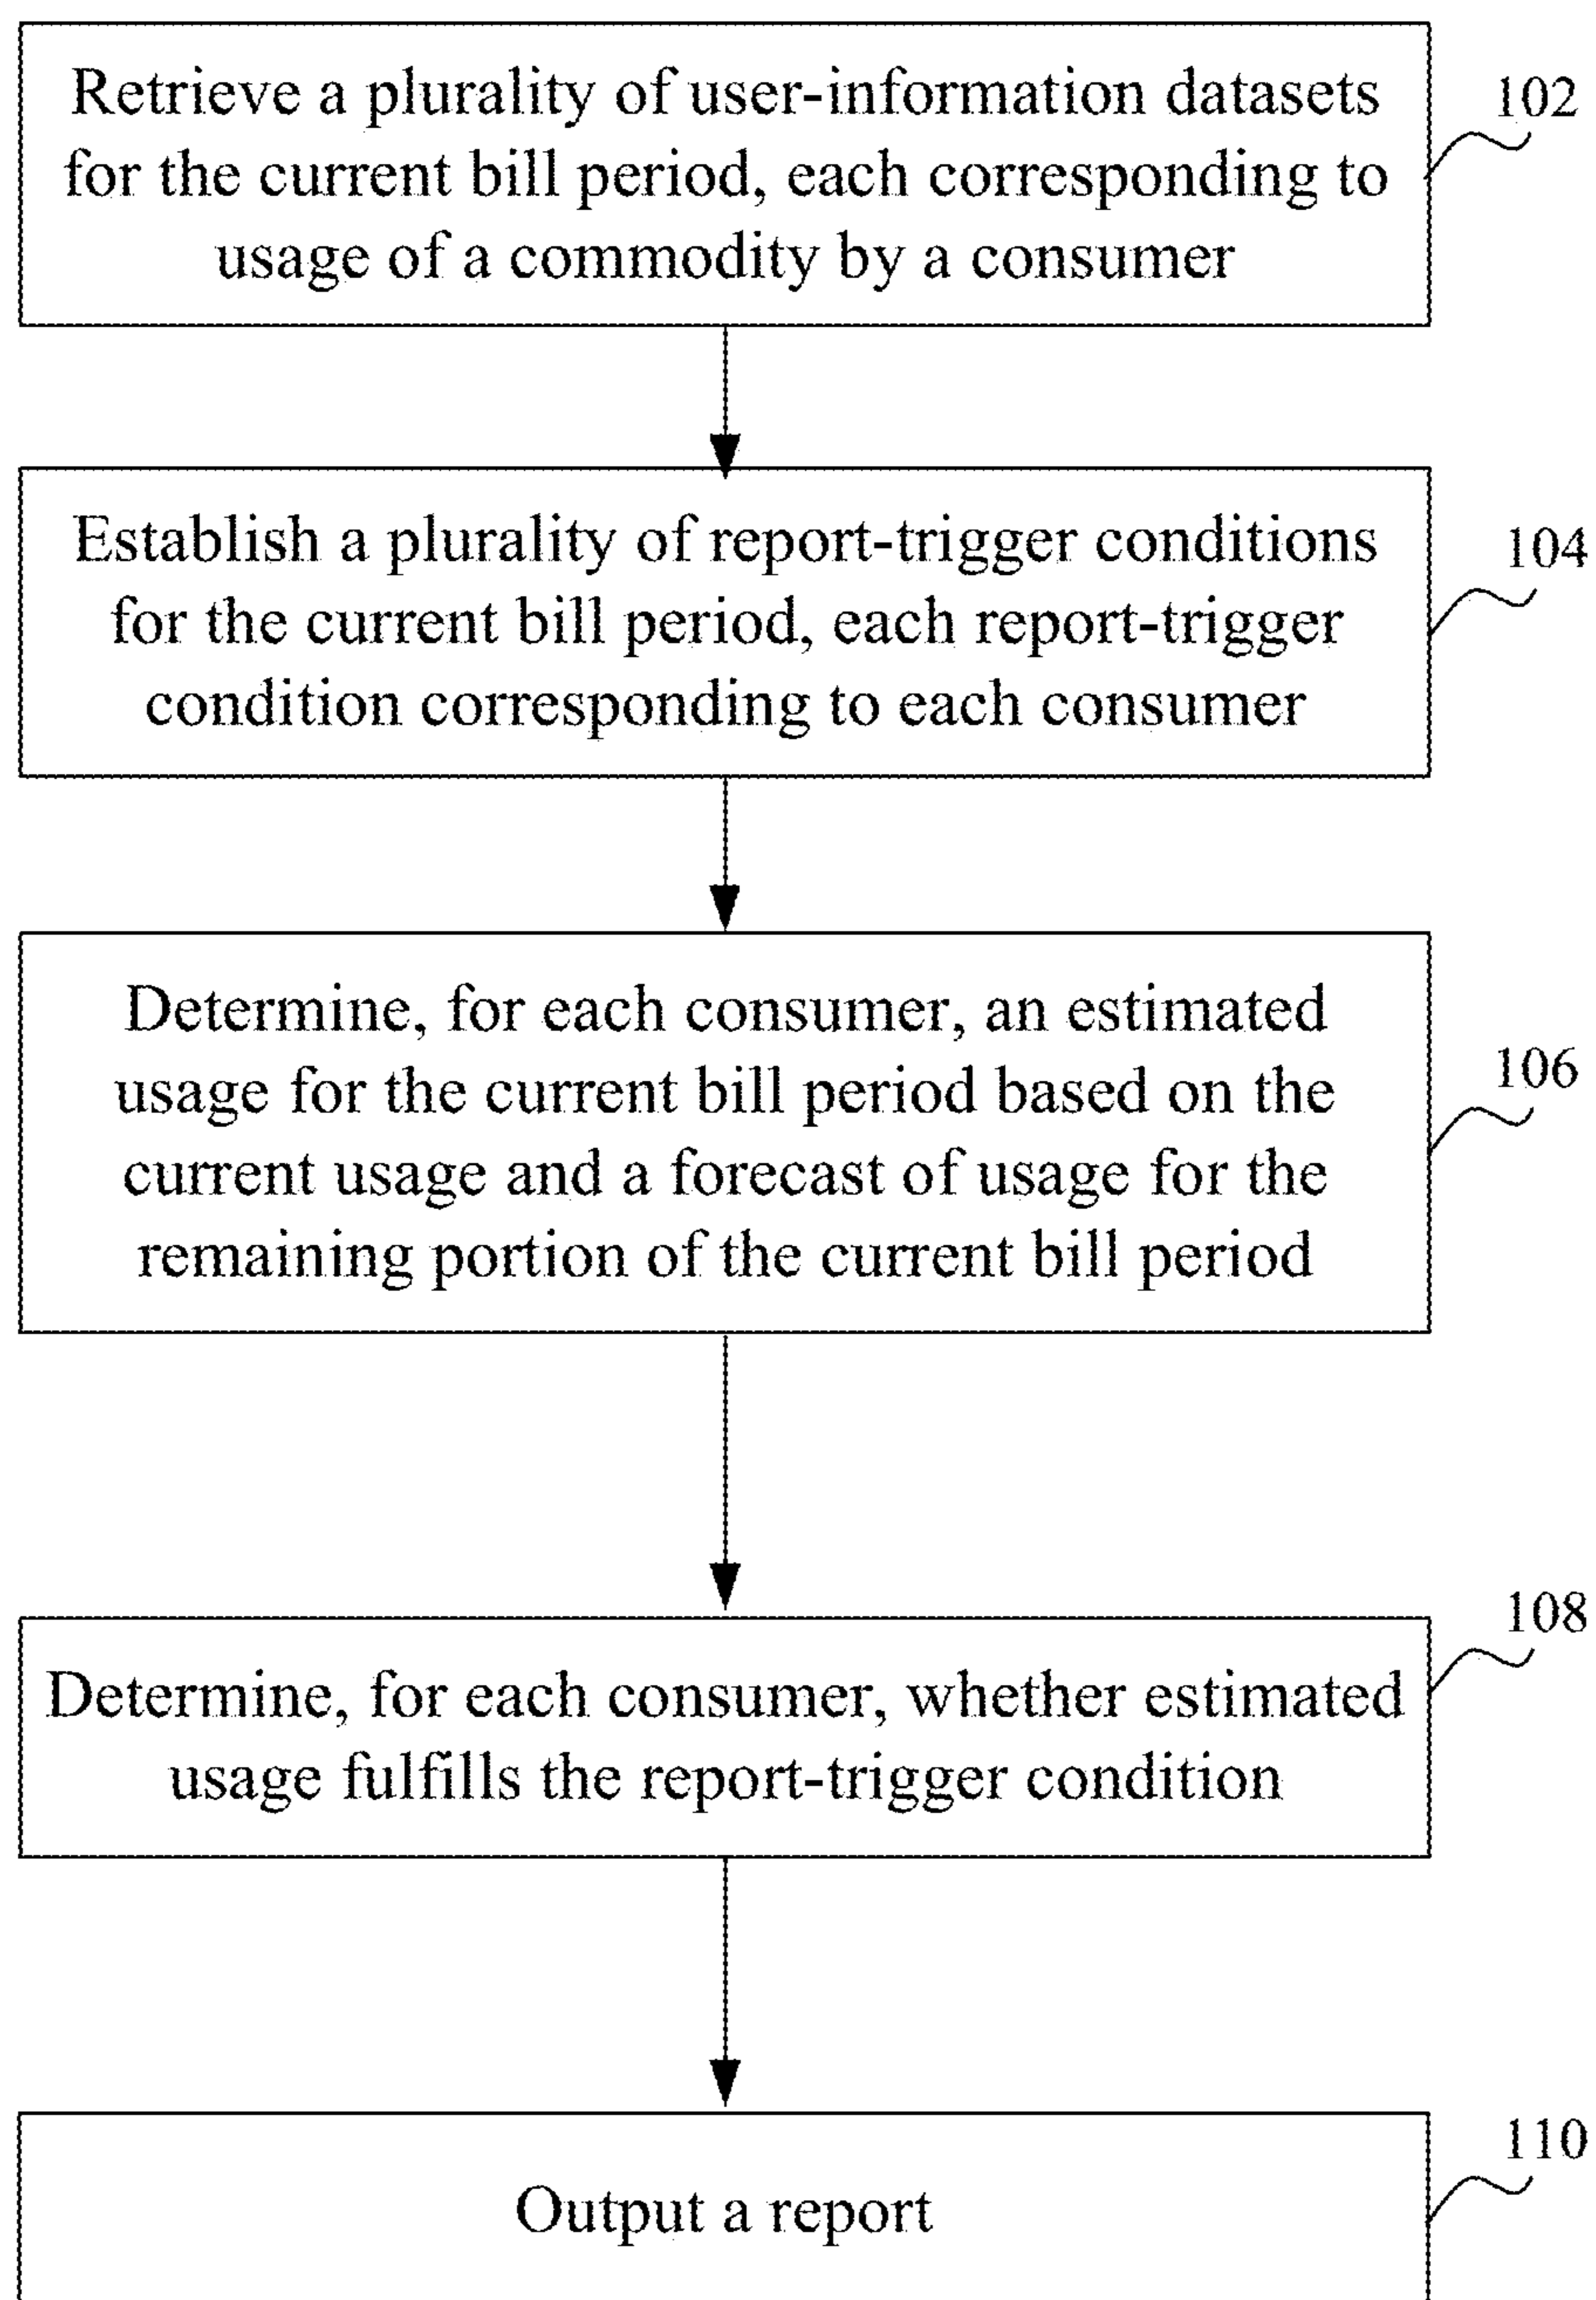 Retrieve a plurality of user-information datasets
for the current bill period, each corresponding to
usage of a commodity by a consumer
102
Establish a plurality of report-trigger conditions
for the current bill period, each report-trigger
condition corresponding to each consumer
104
Determine, for each consumer, an estimated
usage for the current bill period based on the
current usage and a forecast of usage for the
remaining portion of the current bill period
106
Determine, for each consumer, whether estimated
usage fulfills the report-trigger condition
108
Output a report
110